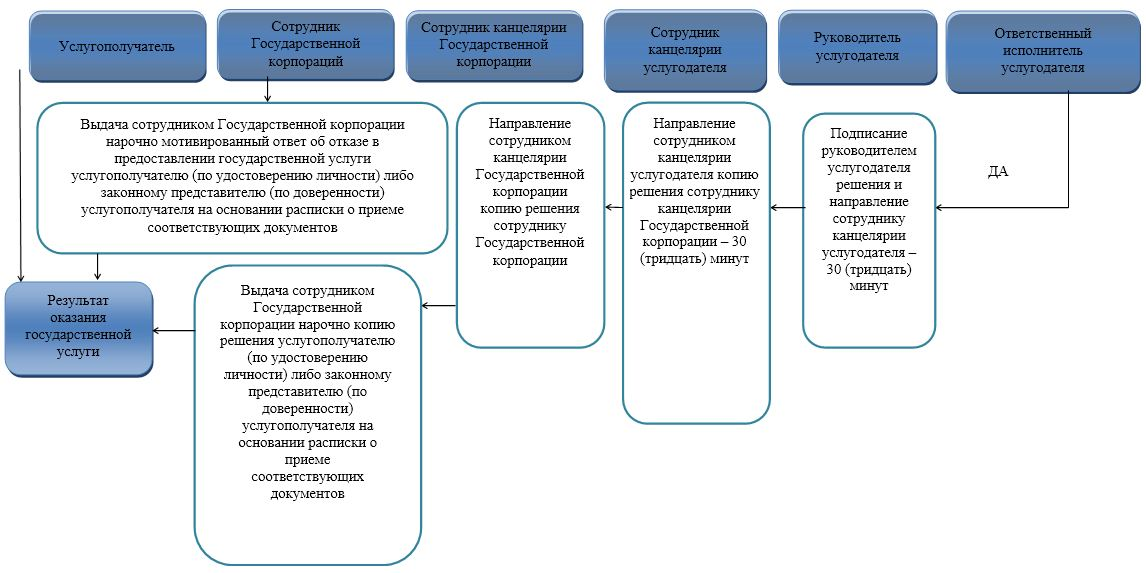 Услугополучатель
Сотрудник
Государственной
корпораций
Сотрудник канцелярии
Государственной
корпорации
Сотрудник
канцелярии
услугодателя
Руководитель
услугодателя
Ответственный
исполнитель
услугодателя
Выдача сотрудником Государственной корпорации
нарочно мотивированный ответ об отказе в
предоставлении государственной услуги
услугополучателю (по удостоверению личности) либо
законному представителю (по доверенности)
услугополучателя на основании расписки о приеме
соответствующих документов
Направление
сотрудником
канцелярии
Государственной
корпорации
копию решения
сотруднику
Государственной
корпорации
Направление
сотрудником
канцелярии
услугодателя копию
решения сотруднику
канцелярии
Государственной
корпорации – 30
(тридцать) минут
Подписание
руководителем
услугодателя
решения и
направление
сотруднику
канцелярии
услугодателя –
30 (тридцать)
минут
ДА
Результат
оказания
государственной
услуги
Выдача сотрудником
Государственной
корпорации нарочно копию
решения услугополучателю
(по удостоверению
личности) либо законному
представителю (по
доверенности)
услугополучателя на
основании расписки о
приеме
соответствующих
документов